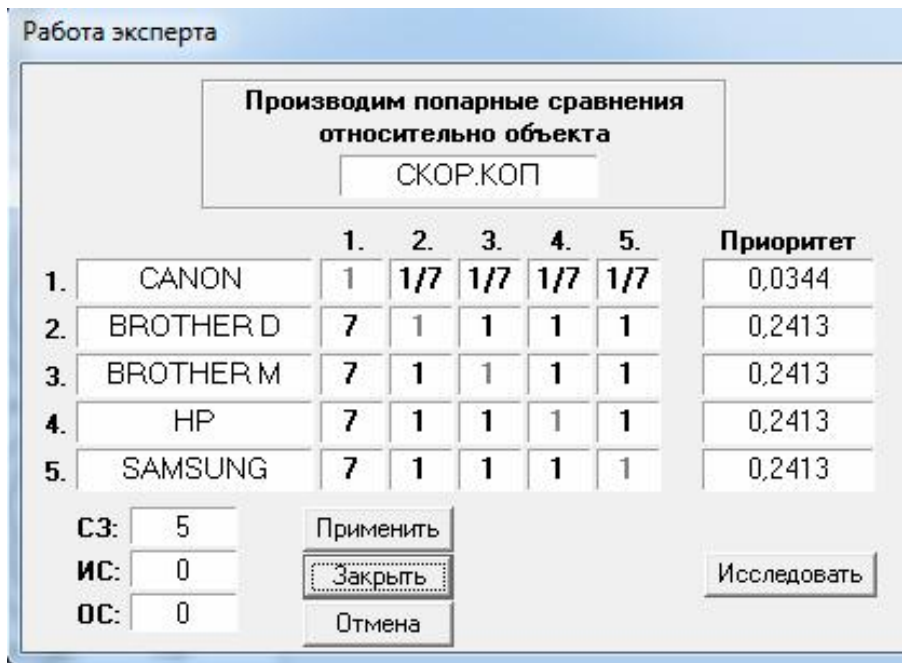 Работа эксперта
Производим попарные сравнения
относительно объекта
СКОР.КОП
1. 2. 3. 4. 5. Приоритет
1. CANON 1 1/7 1/7 1/7 1/7 0,0344
2. BROTHER D 7 1 1 1 1 0,2413
3. BROTHER M 7 1 1 1 1 0,2413
4. HP 7 1 1 1 1 0,2413
5. SAMSUNG 7 1 1 1 1 0,2413
СЗ: 5 Применить
ИС: 0 Закрыть Исследовать
ОС: 0 Отмена